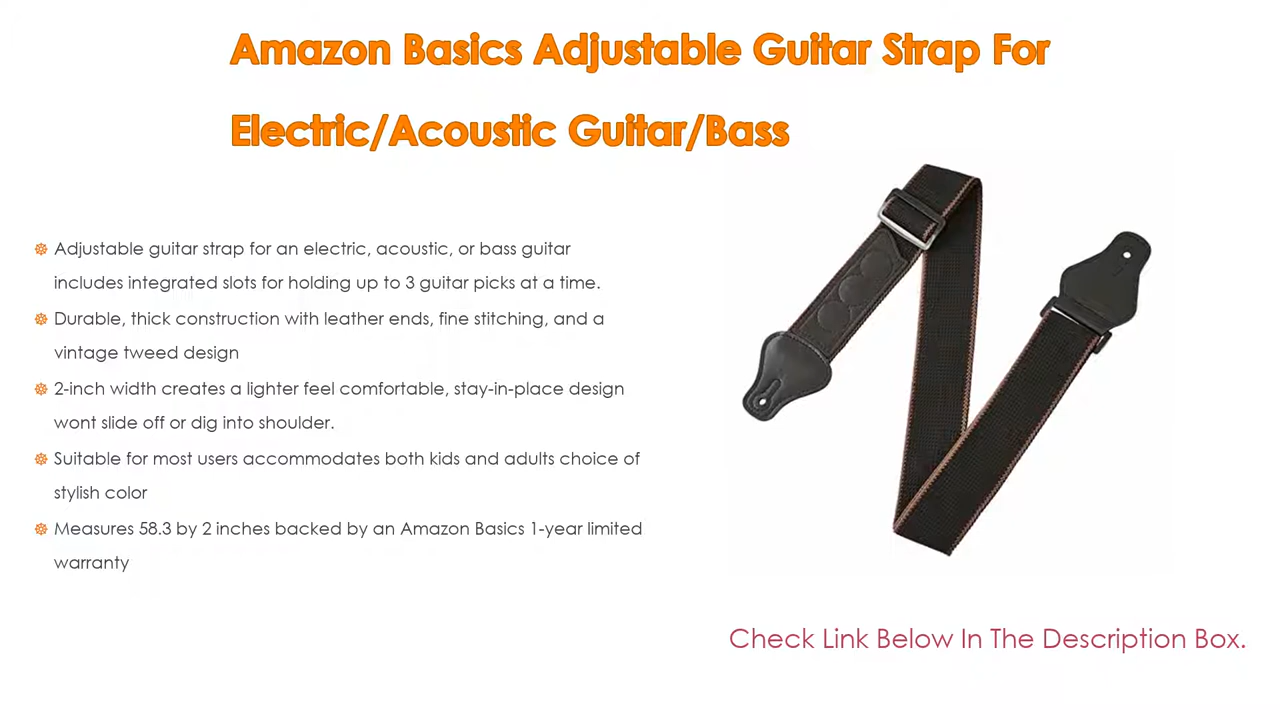 Amazon Basics Adjustable Guitar Strap For
Electric/Acoustic Guitar/Bass
Adjustable guitar strap for an electric, acoustic, or bass guitar
includes integrated slots for holding up to 3 guitar picks at a time.
Durable, thick construction with leather ends, fine stitching, and a
vintage tweed design
2-inch width creates a lighter feel comfortable, stay-in-place design
wont slide off or dig into shoulder.
Suitable for most users accommodates both kids and adults choice of
stylish color
Measures 58.3 by 2 inches backed by an Amazon Basics 1-year limited
warranty
Check Link Below In The Description Box.